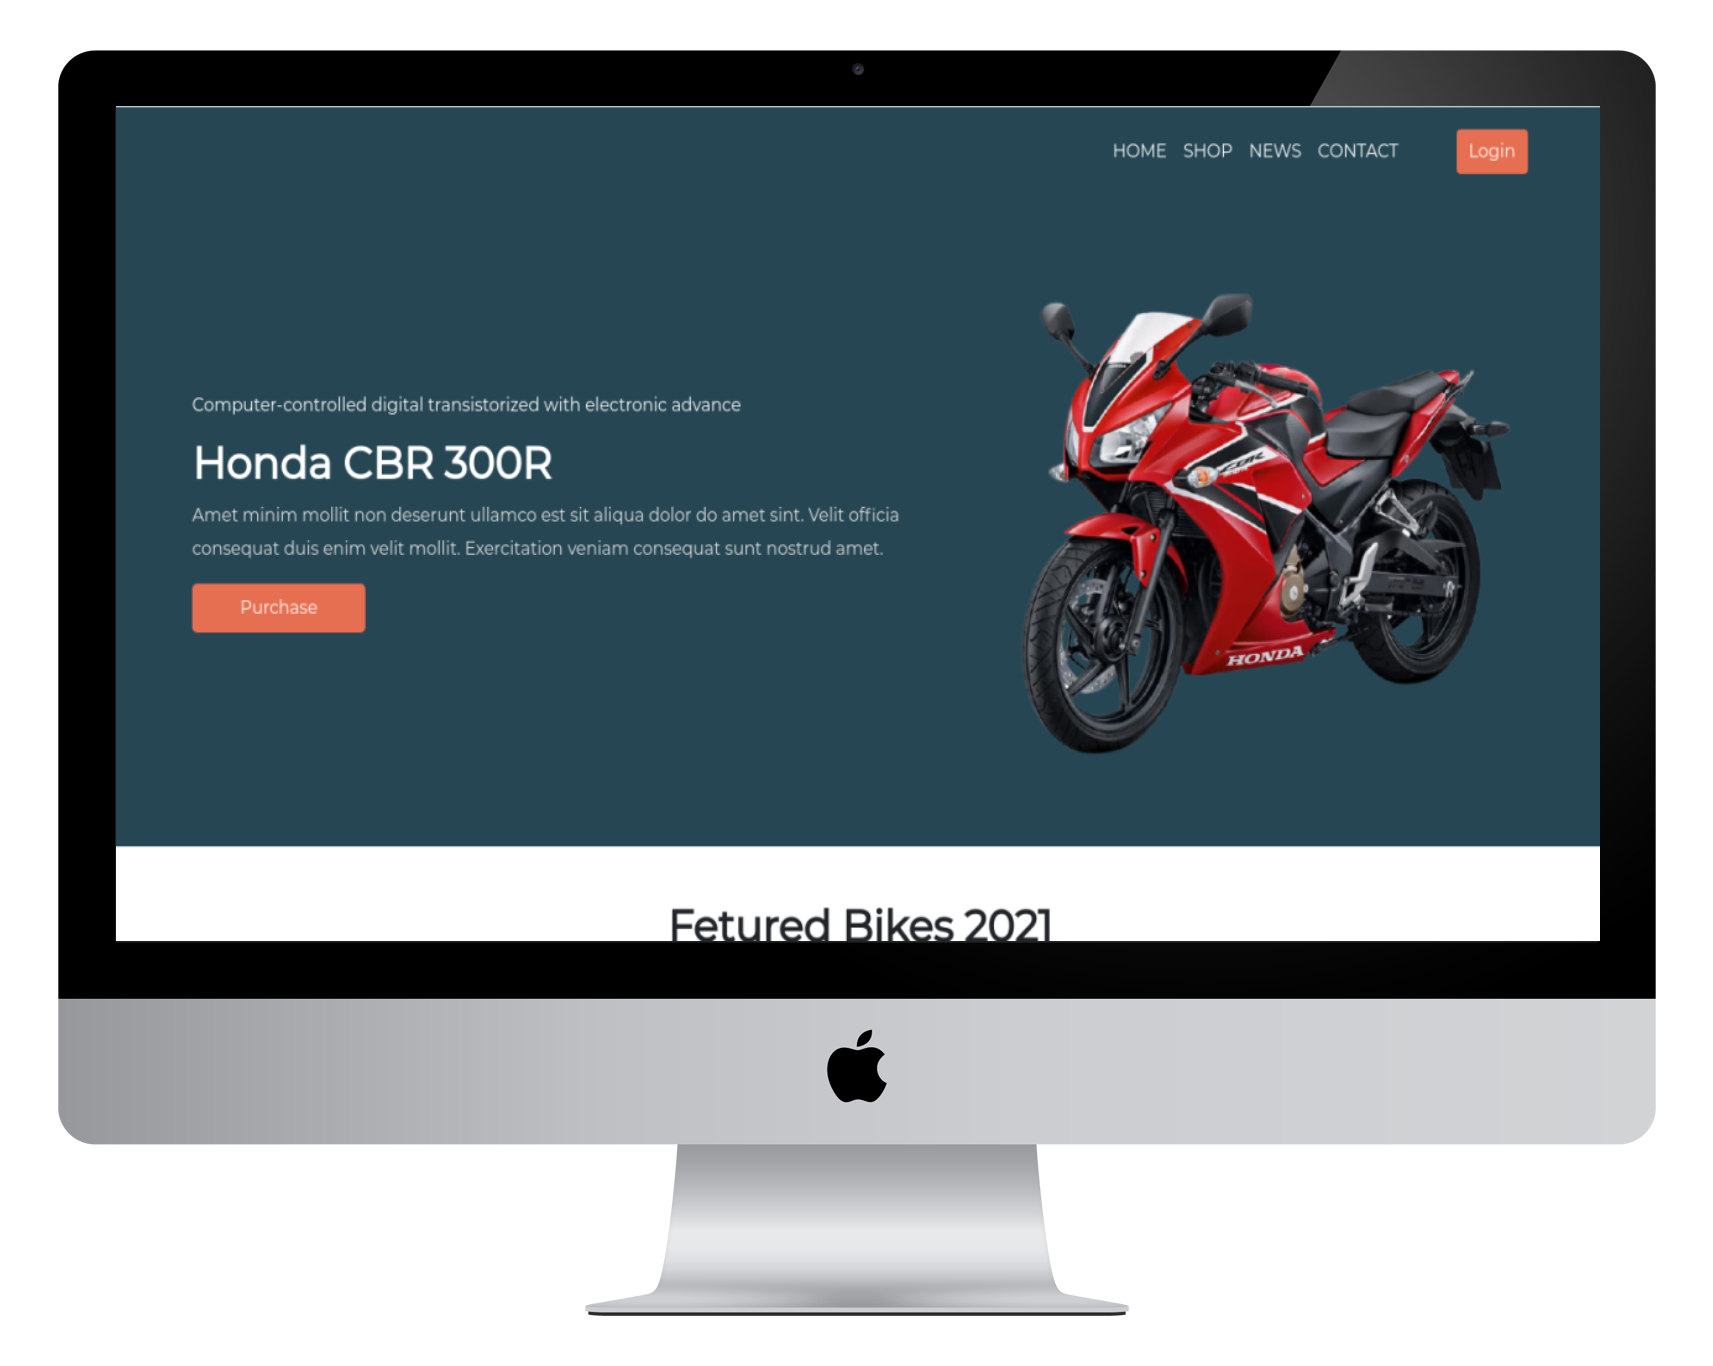 HOME SHOP NEWS CONTACT Login
Computer-controlled digital transistorized with electronic advance
Honda CBR 300R
Amet minim mollit non deserunt ullamco est sit aliqua dolor do amet sint. Velit officia
consequat duis enim velit mollit. Exercitation veniam consequat sunt nostrud amet.
Purchase
CBR
HONDA
Fetured Bikes 2021